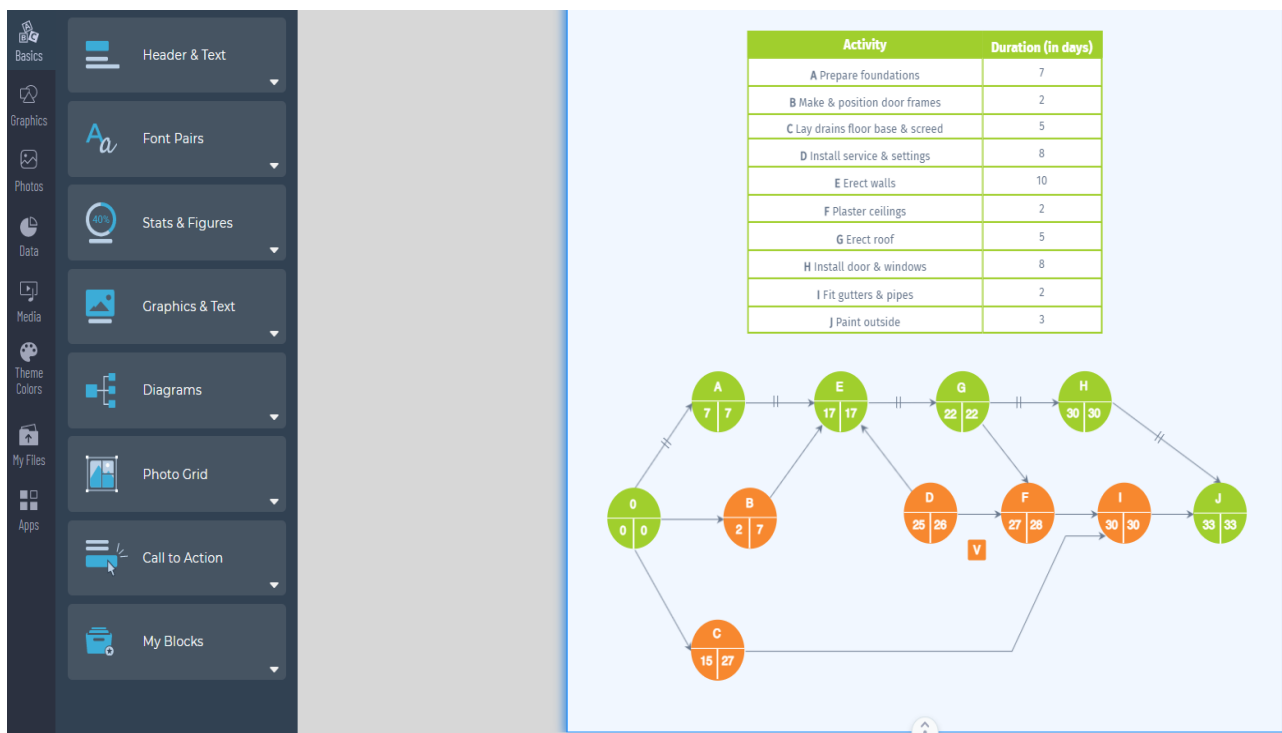 Basics
Graphics
Photos
Data
Media
Theme
Colors
My Files
Apps
Header & Text
Font Pairs
Aa
Stats & Figures
40%
Graphics & Text
Diagrams
Photo Grid
Call to Action
My Blocks
Activity Duration (in days)
A Prepare foundations 7
B Make & position door frames 2
C Lay drains floor base & screed 5
D Install service & settings 8
E Erect walls 10
F Plaster ceilings 2
G Erect roof 5
H Install door & windows 8
I Fit gutters & pipes 2
J Paint outside 3
A
7 7
E
17 17
G
22 22
H
30 30
0
0 0
B
2 7
D
25 26
F
27 28
I
30 30
J
33 33
V
C
15 27